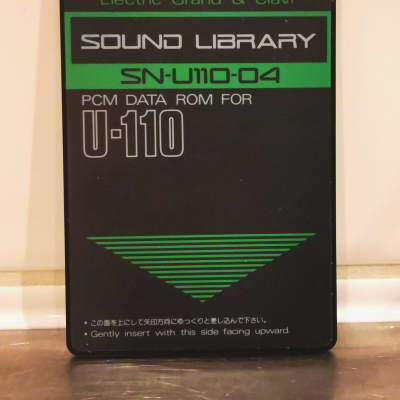 Electric Grand & Clavi
SOUND LIBRARY
SN-U110-04
PCM DATA ROM FOR
U-110
• この面を上にして矢印方向にゆっくりと差し込んで下さい。
• Gently insert with this side facing upward.